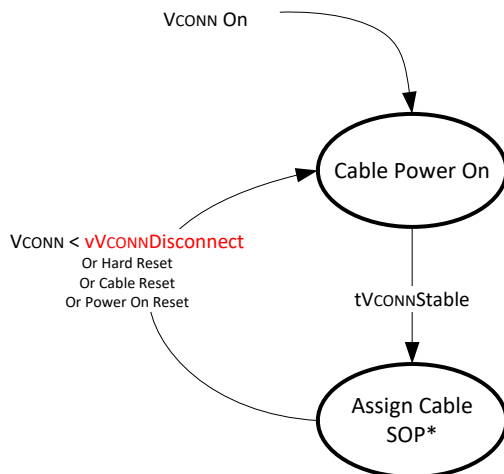 VCONN On
Cable Power On
VCONN < vVCONNDisconnect
Or Hard Reset
Or Cable Reset
Or Power On Reset
tVCONNStable
Assign Cable
SOP*